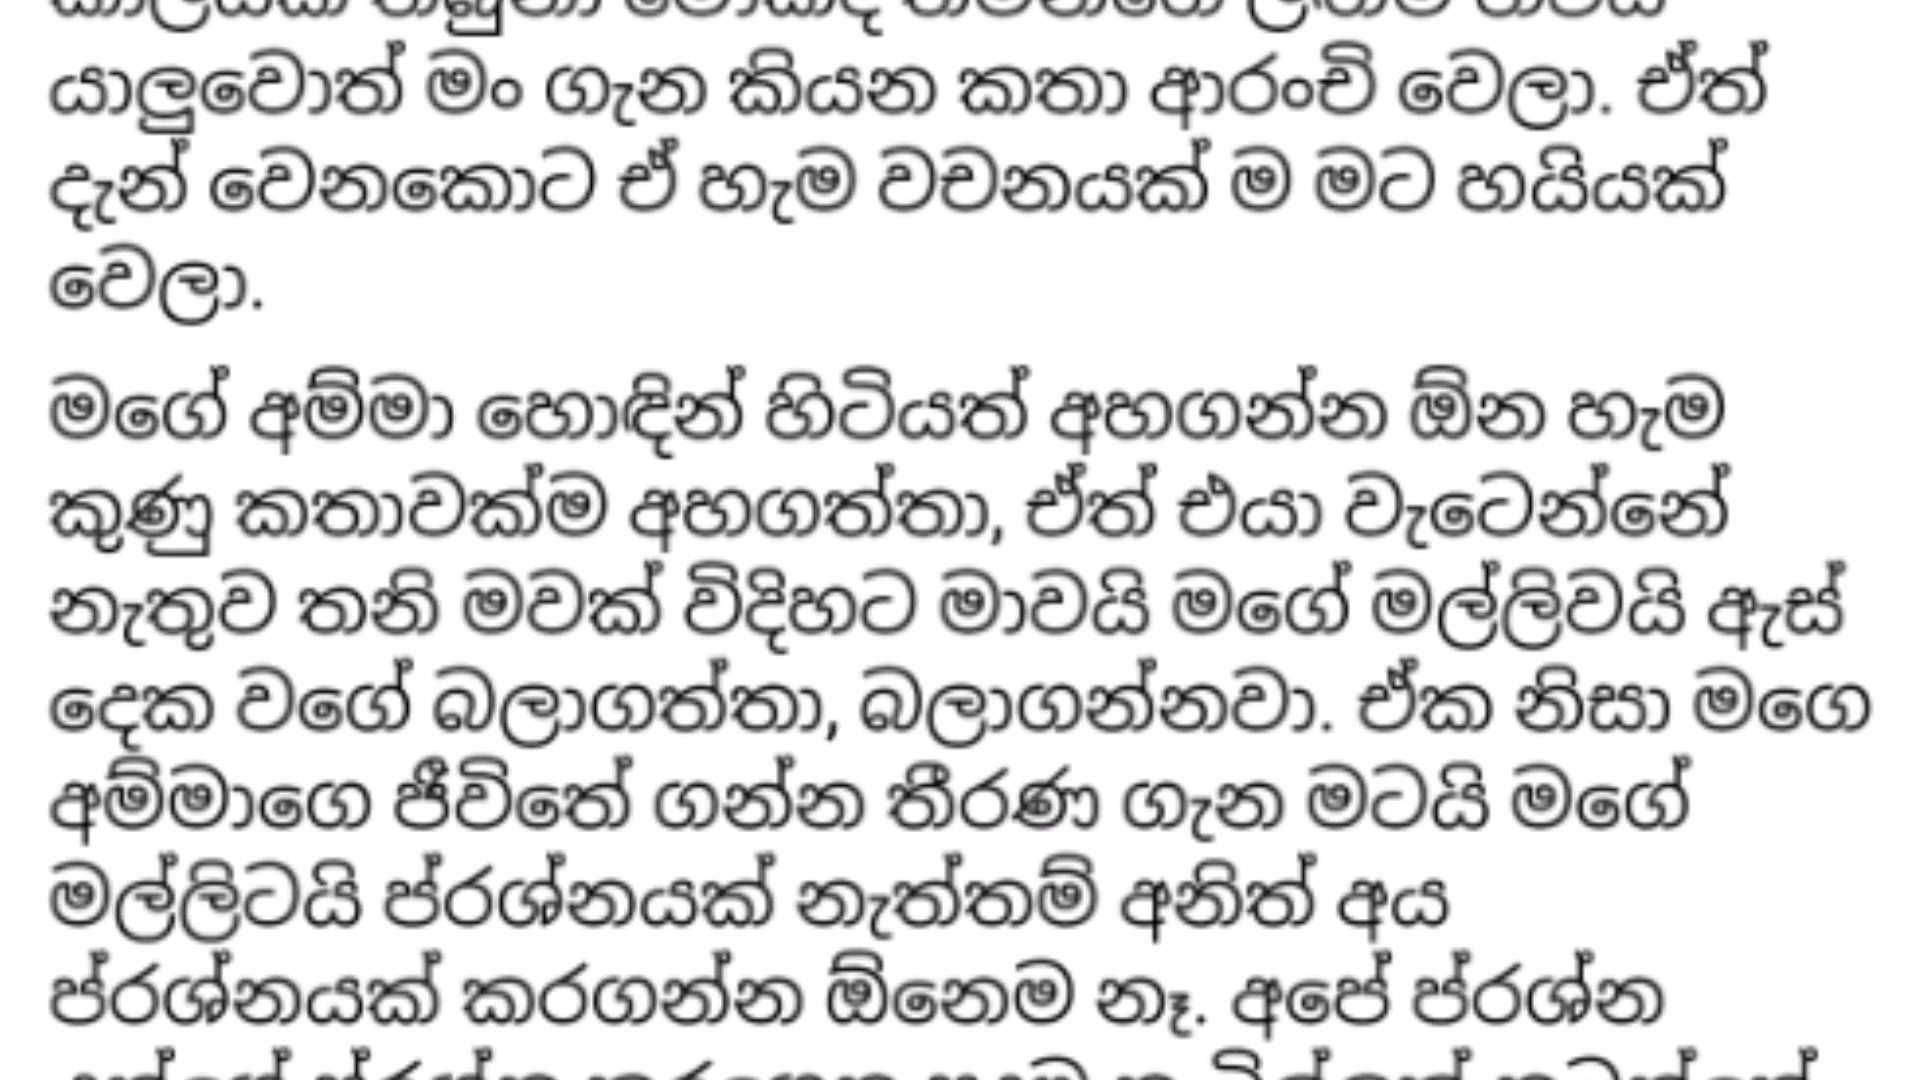 යාලුවොත් මං ගැන කියන කතා ආරංචි වෙලා. ඒත්
දැන් වෙනකොට ඒ හැම වචනයක් ම මට හයියක්
වෙලා.
මගේ අම්මා හොඳින් හිටියත් අහගන්න ඕන හැම
කුණු කතාවක්ම අහගත්තා, ඒත් එයා වැටෙන්නේ
නැතුව තනි මවක් විදිහට මාවයි මගේ මල්ලිවයි ඇස්
දෙක වගේ බලාගත්තා, බලාගන්නවා. ඒක නිසා මගෙ
අම්මාගෙ ජීවිතේ ගන්න තීරණ ගැන මටයි මගේ
මල්ලිටයි ප්රශ්නයක් නැත්තම් අනිත් අය
ප්රශ්නයක් කරගන්න ඕනෙම නෑ. අපේ ප්රශ්න